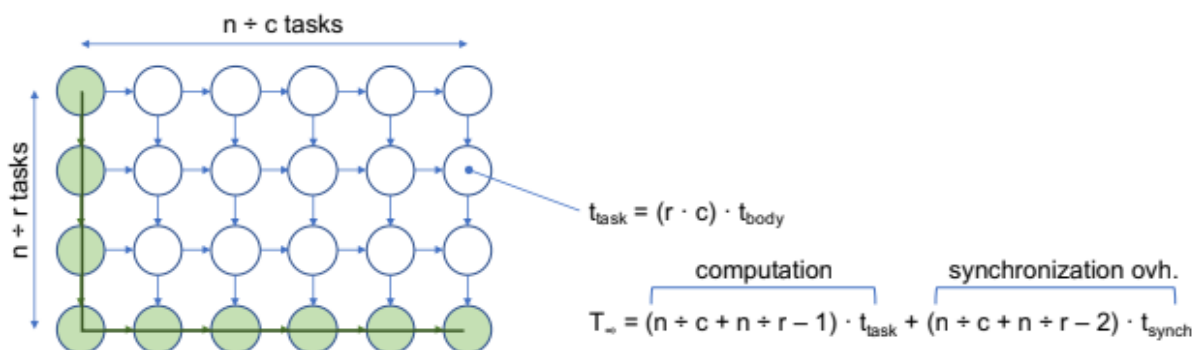 n ÷ c tasks
n ÷ r tasks
t_task = (r · c) · t_body
computation
synchronization ovh.
T_∞ = (n ÷ c + n ÷ r – 1) · t_task + (n ÷ c + n ÷ r – 2) · t_synch